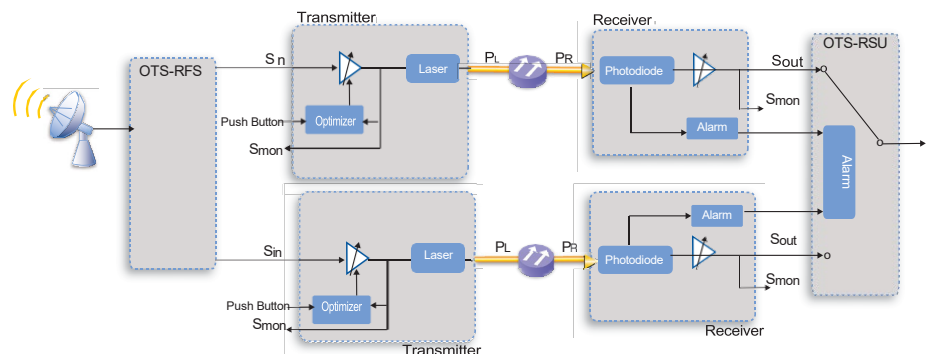 Transmitter
Receiver
OTS-RFS
OTS-RSU
S n
Laser
PL
PR
Photodiode
Sout
Smon
Push Button
Optimizer
Alarm
Smon
Alarm
Alarm
Sin
Laser
PL
PR
Photodiode
Sout
Smon
Push Button
Optimizer
Smon
Receiver
Transmitter